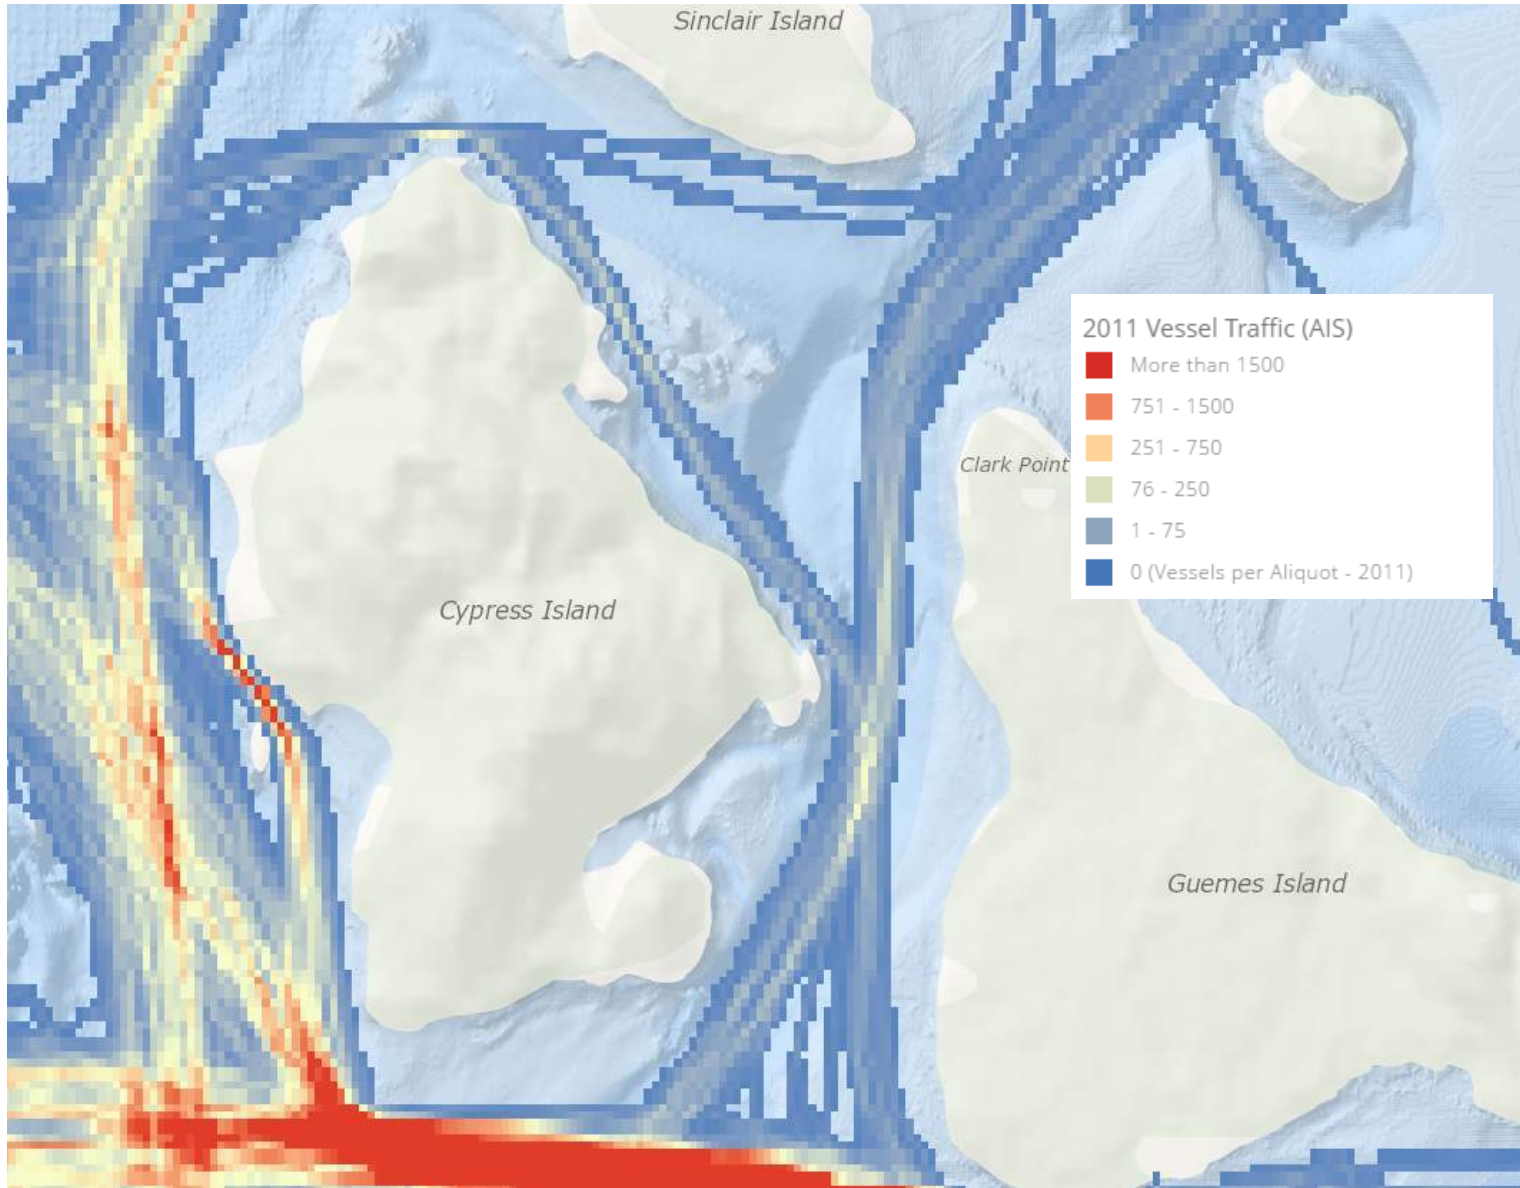 Sinclair Island
2011 Vessel Traffic (AIS)
More than 1500
751 - 1500
251 - 750
Clark Point
76 - 250
1 - 75
0 (Vessels per Aliquot - 2011)
Cypress Island
Guemes Island